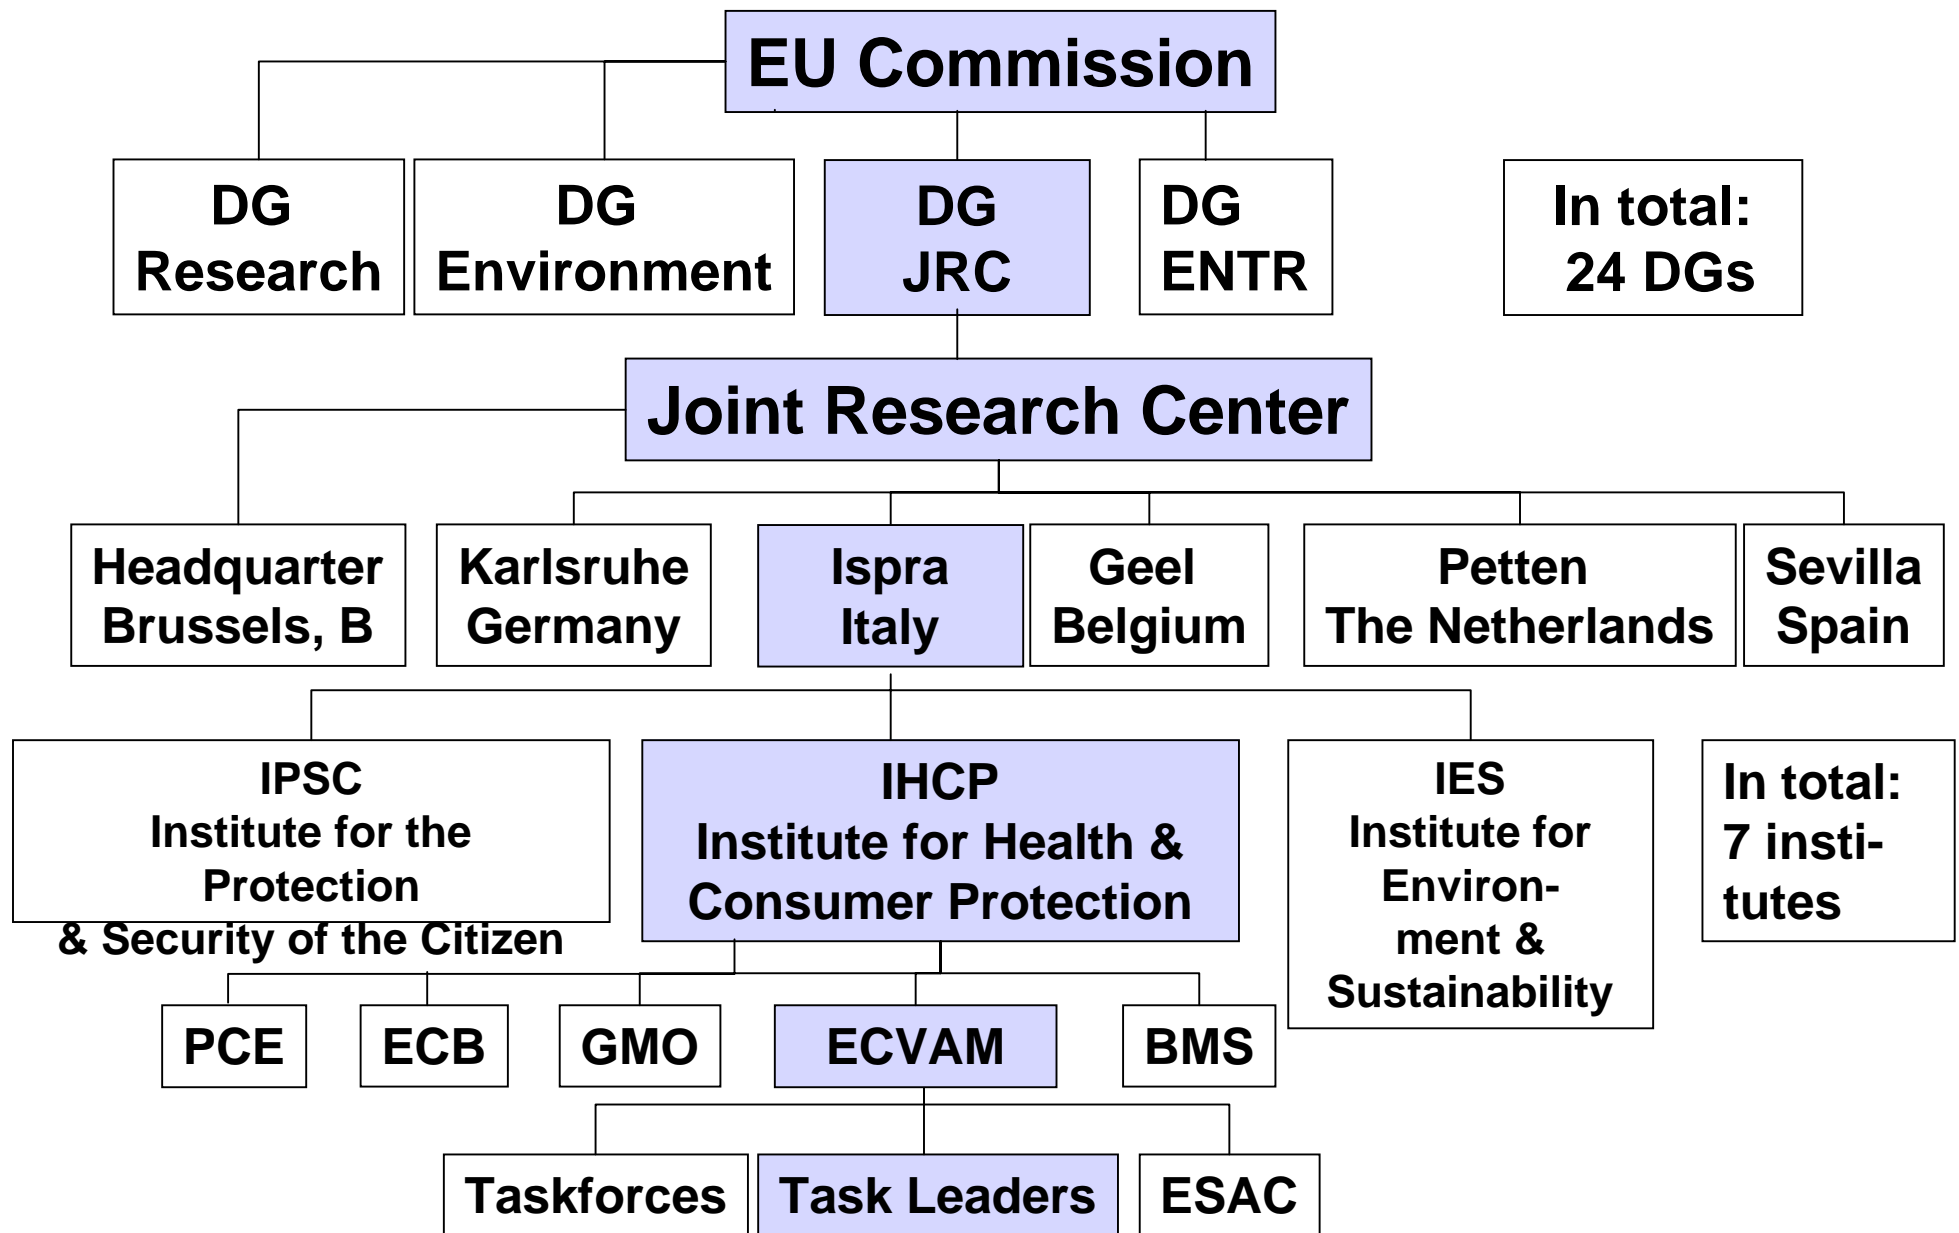 EU Commission
DG
Research
DG
Environment
DG
JRC
DG
ENTR
In total:
24 DGs
Joint Research Center
Headquarter
Brussels, B
Karlsruhe
Germany
Ispra
Italy
Geel
Belgium
Petten
The Netherlands
Sevilla
Spain
IPSC
Institute for the
Protection
& Security of the Citizen
IHCP
Institute for Health &
Consumer Protection
IES
Institute for
Environ-
ment &
Sustainability
In total:
7 insti-
tutes
PCE
ECB
GMO
ECVAM
BMS
Taskforces
Task Leaders
ESAC